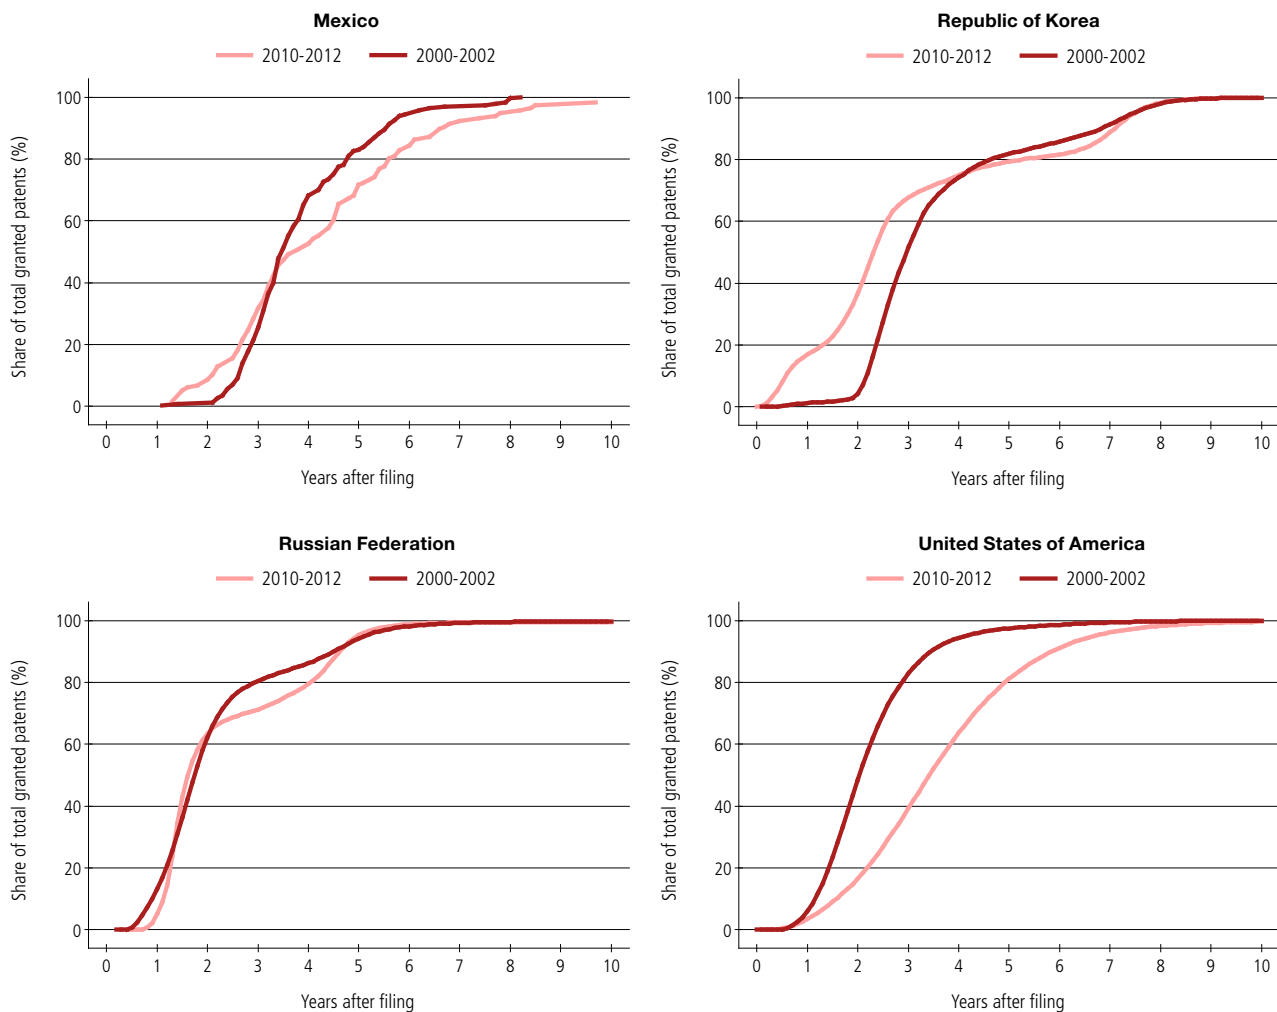 Mexico
2010-2012 2000-2002
Share of total granted patents (%)
100
80
60
40
20
0
0 1 2 3 4 5 6 7 8 9 10
Years after filing
Republic of Korea
2010-2012 2000-2002
Share of total granted patents (%)
100
80
60
40
20
0
0 1 2 3 4 5 6 7 8 9 10
Years after filing
Russian Federation
2010-2012 2000-2002
Share of total granted patents (%)
100
80
60
40
20
0
0 1 2 3 4 5 6 7 8 9 10
Years after filing
United States of America
2010-2012 2000-2002
Share of total granted patents (%)
100
80
60
40
20
0
0 1 2 3 4 5 6 7 8 9 10
Years after filing